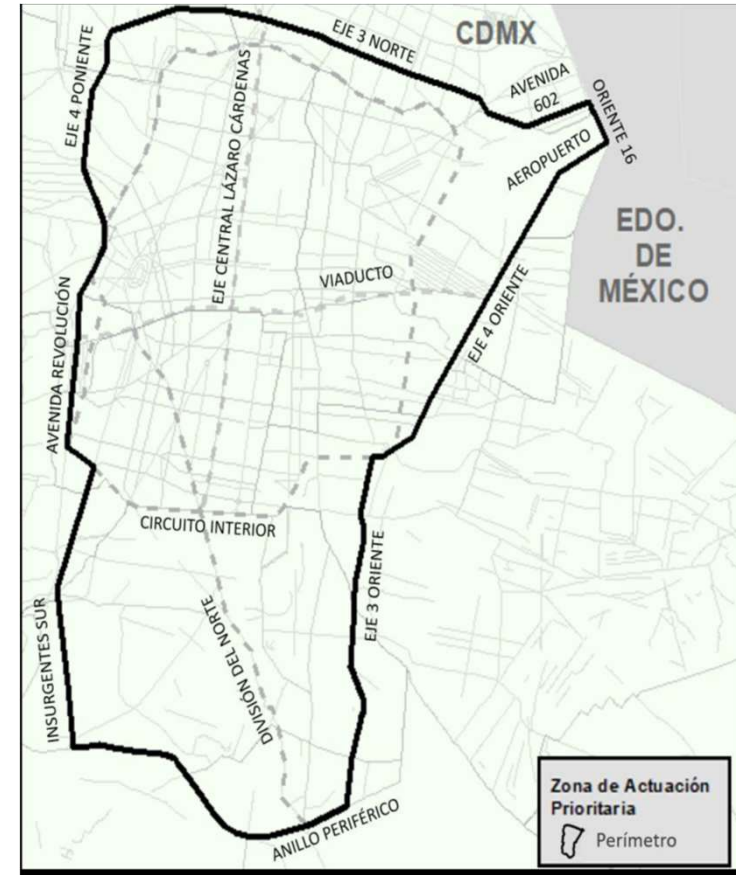 CDMX
EJE 3 NORTE
EJE 4 PONIENTE
AVENIDA
602
ORIENTE 16
EJE CENTRAL LÁZARO CÁRDENAS
AEROPUERTO
EDO.
DE
MÉXICO
VIADUCTO
EJE 4 ORIENTE
AVENIDA REVOLUCIÓN
CIRCUITO INTERIOR
EJE 3 ORIENTE
INSURGENTES SUR
DIVISIÓN DEL NORTE
ANILLO PERIFÉRICO
Zona de Actuación
Prioritaria
Perímetro